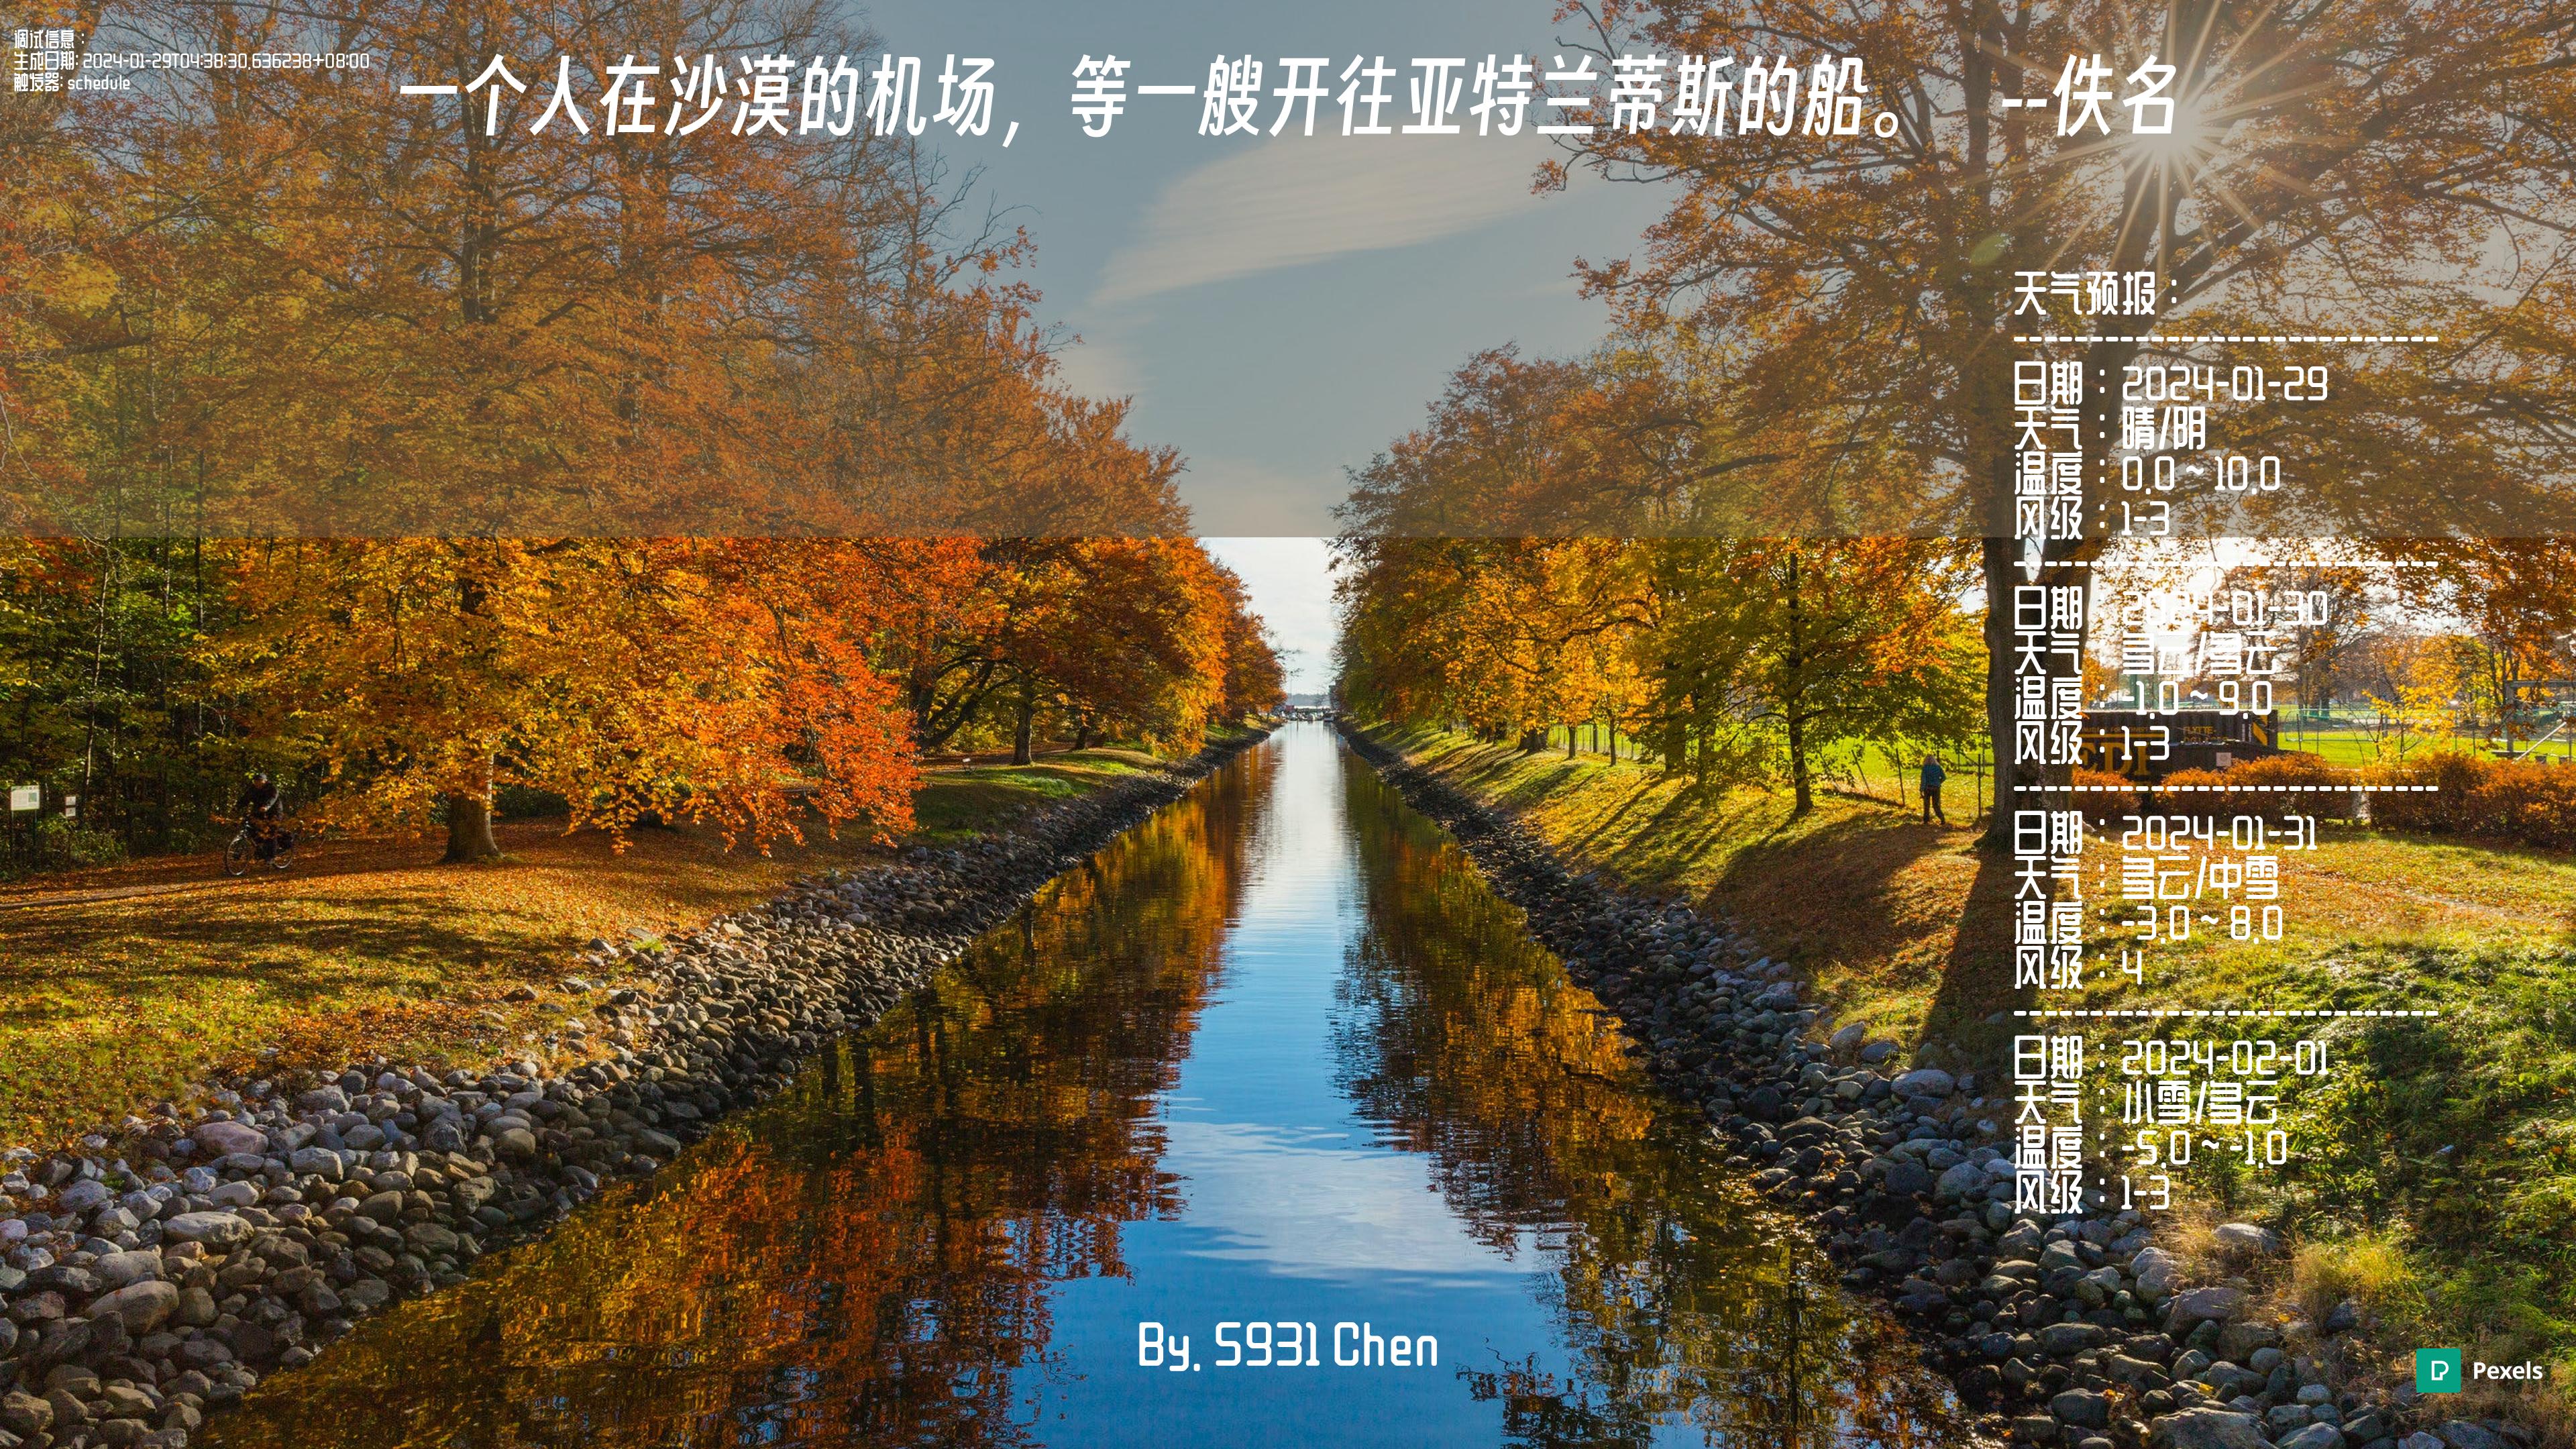 调试信息：
生成日期: 2024-01-29T04:38:30.636238+08:00
触发器: schedule
一个人在沙漠的机场，等一艘开往亚特兰蒂斯的船。 --佚名
天气预报：
----------------------------
日期：2024-01-29
天气：晴/阴
温度：0.0 ~ 10.0
风级：1-3
----------------------------
日期：2024-01-30
天气：多云/多云
温度：-1.0 ~ 9.0
风级：1-3
----------------------------
日期：2024-01-31
天气：多云/中雪
温度：-3.0 ~ 8.0
风级：4
----------------------------
日期：2024-02-01
天气：小雪/多云
温度：-5.0 ~ -1.0
风级：1-3
By. S931 Chen
Pexels